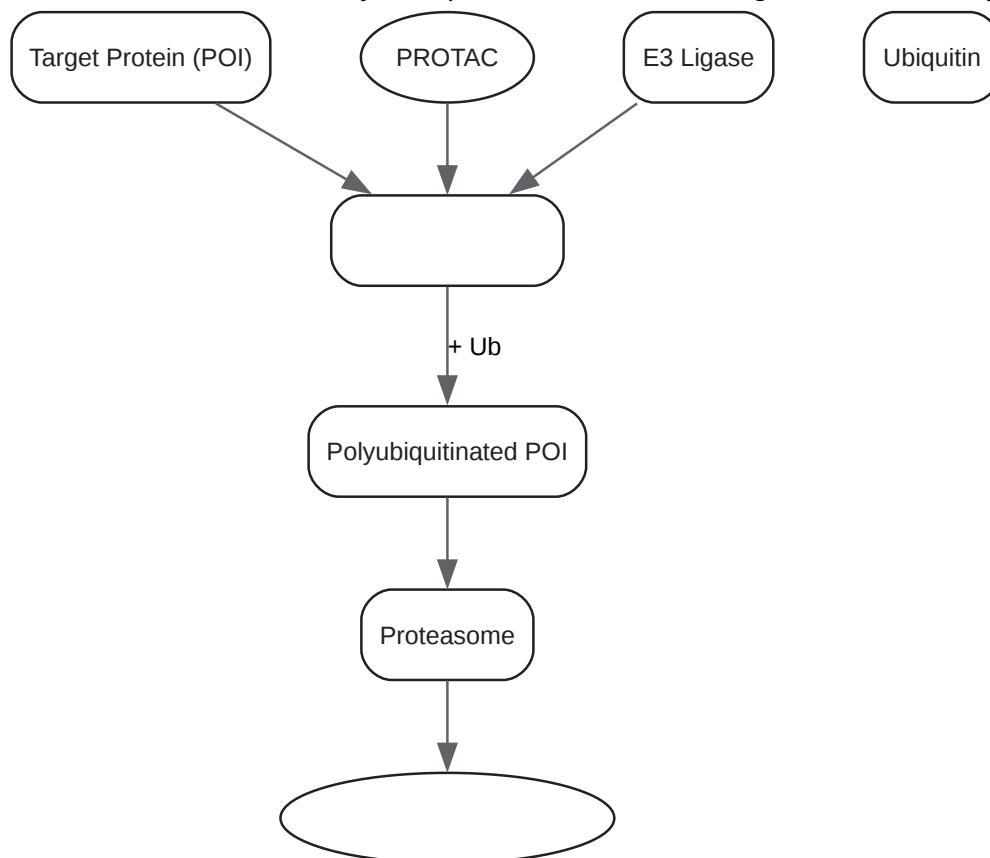 Target Protein (POI)
PROTAC
E3 Ligase
Ubiquitin
+ Ub
Polyubiquitinated POI
Proteasome